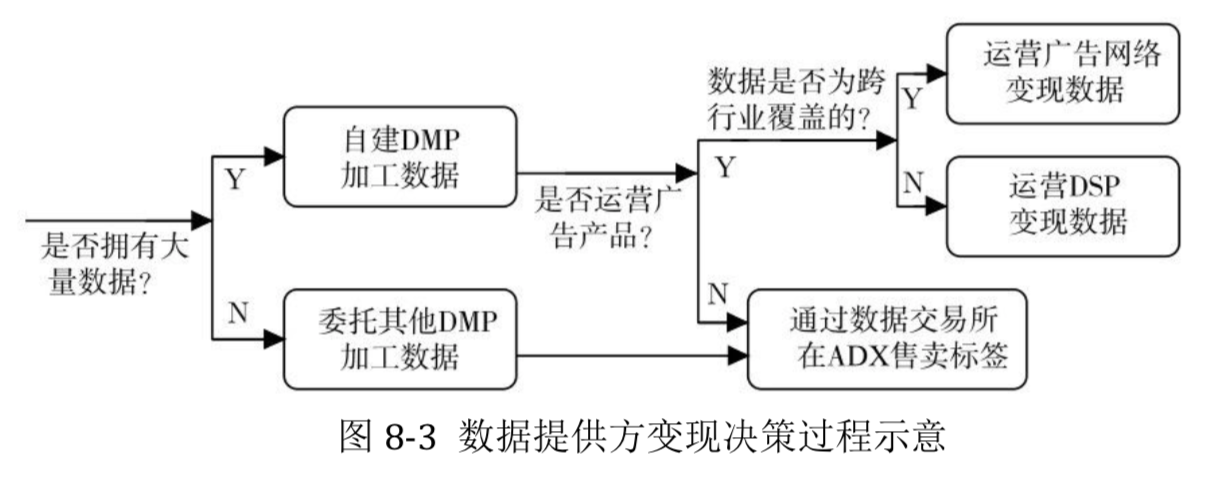 是否拥有大
量数据?
Y
N
自建DMP
加工数据
委托其他DMP
加工数据
是否运营广
告产品?
Y
N
数据是否为跨
行业覆盖的?
Y
N
运营广告网络
变现数据
运营DSP
变现数据
通过数据交易所
在ADX售卖标签
图 8-3 数据提供方变现决策过程示意